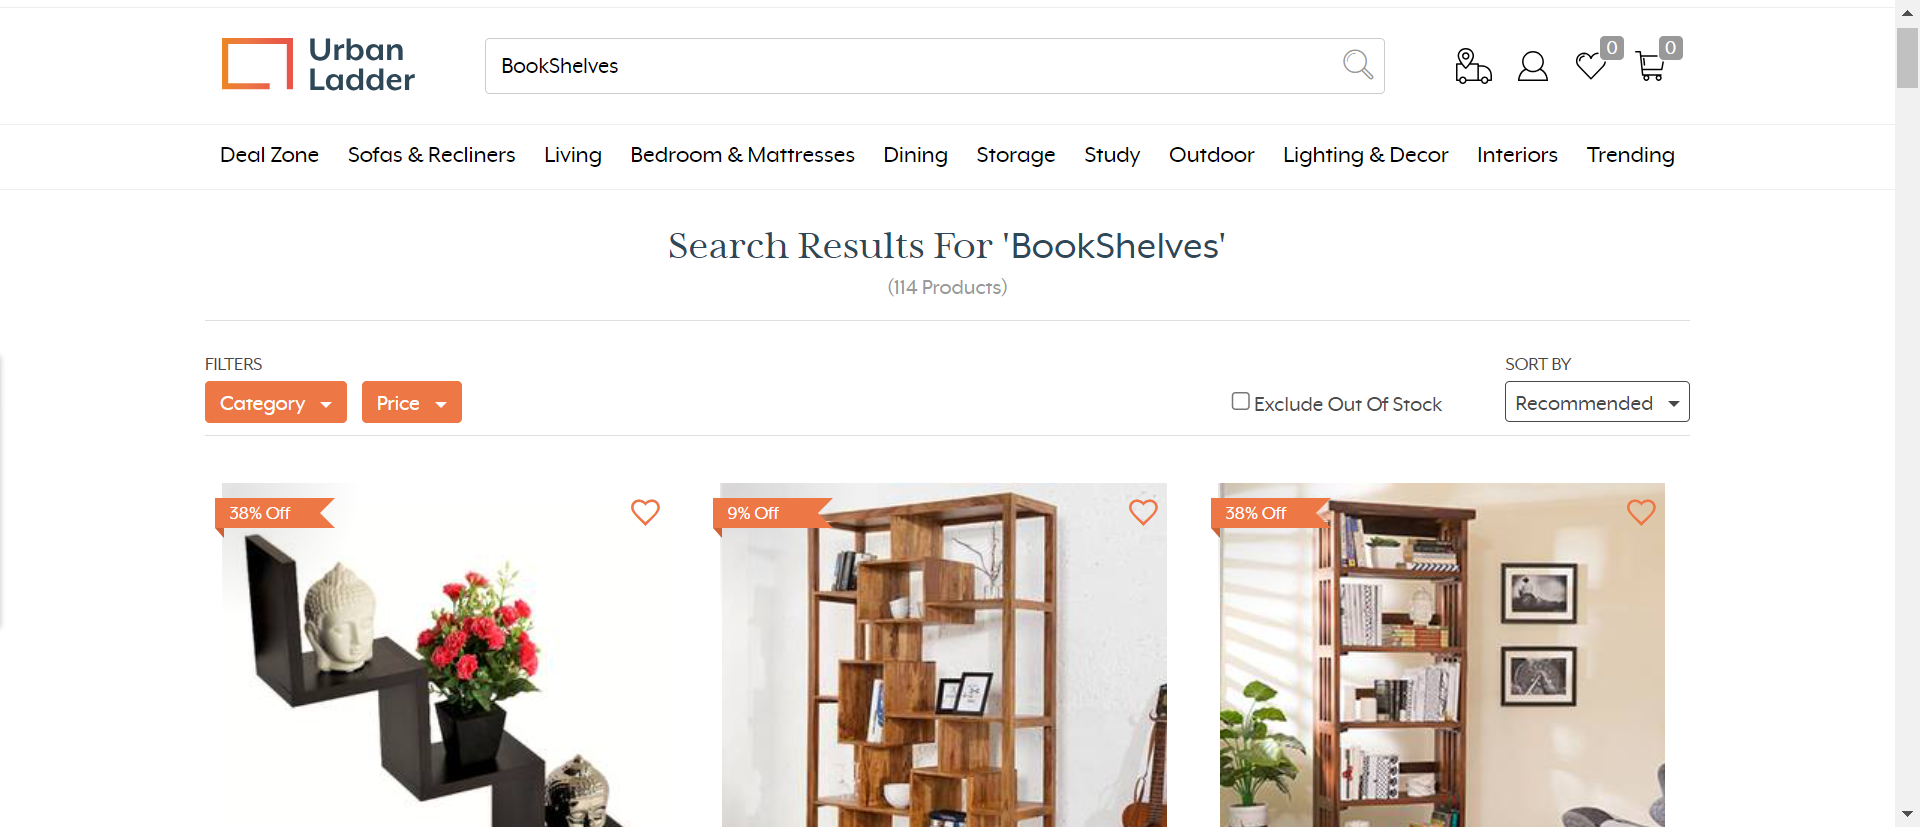 Urban
Ladder
BookShelves
0
0
Deal Zone Sofas & Recliners Living Bedroom & Mattresses Dining Storage Study Outdoor Lighting & Decor Interiors Trending
Search Results For 'BookShelves'
(114 Products)
FILTERS
SORT BY
Category
Price
Exclude Out Of Stock
Recommended
38% Off
9% Off
38% Off